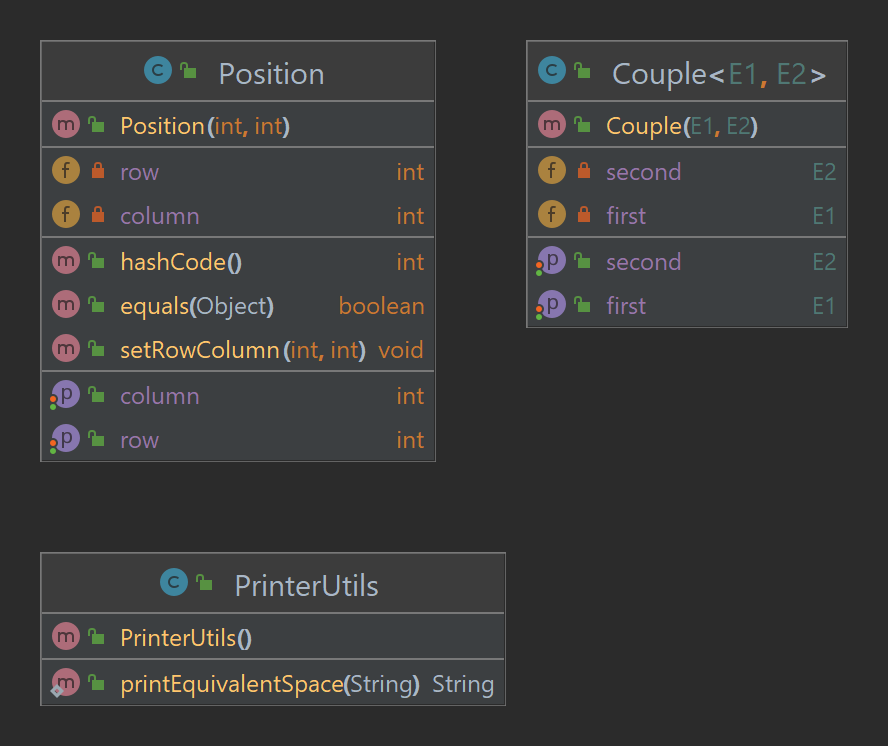 Position
Position(int, int)
row int
column int
hashCode() int
equals(Object) boolean
setRowColumn(int, int) void
column int
row int
Couple<E1, E2>
Couple(E1, E2)
second E2
first E1
second E2
first E1
PrinterUtils
PrinterUtils()
printEquivalentSpace(String) String